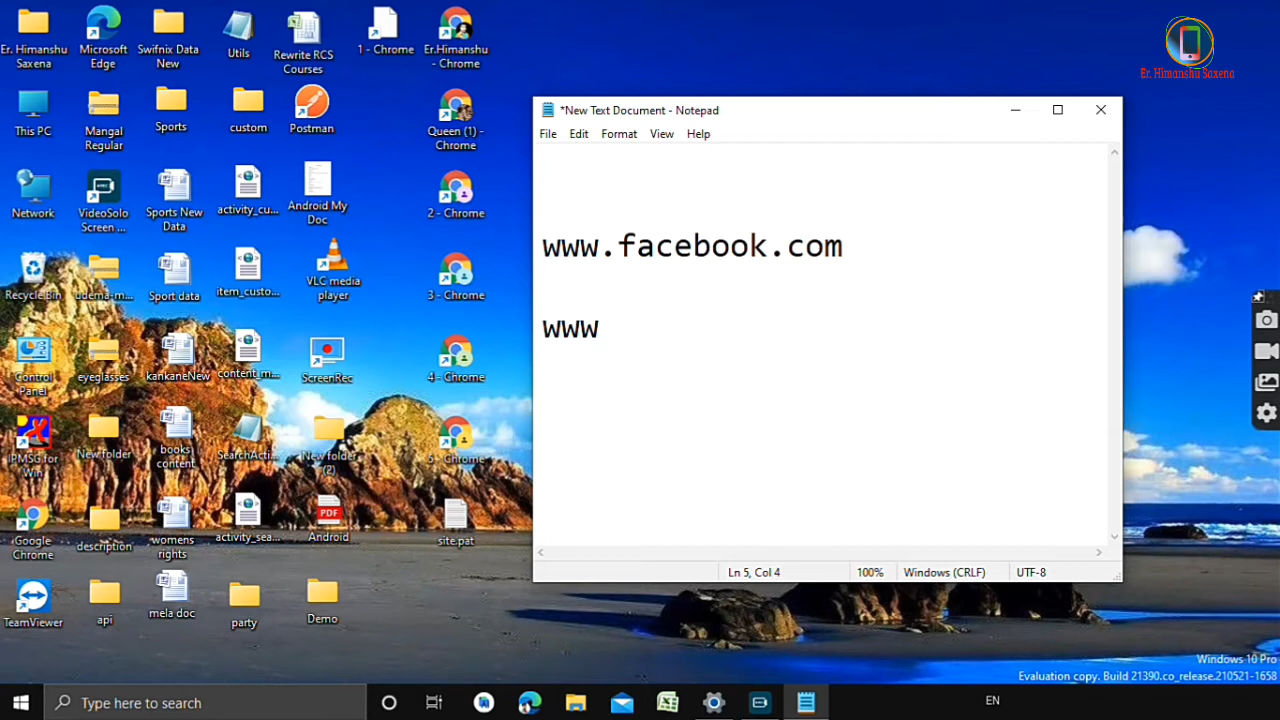 Er. Himanshu
Saxena
Microsoft
Edge
Swifnix Data
New
Utils
Rewrite RCS
Courses
1 - Chrome
Er.Himanshu
- Chrome
Er. Himanshu Saxena
This PC
Mangal
Regular
Sports
custom
Postman
Queen (1) -
Chrome
Network
VideoSolo
Screen ...
Sports New
Data
activity_cu...
Android My
Doc
2 - Chrome
Recycle Bin
Sport data
item_custo...
VLC media
player
3 - Chrome
Control
Panel
eyeglasses
kankaneNew
content_m...
ScreenRec
4 - Chrome
IPMSG for
Win
New folder
books
content
SearchActi...
New folder
(2)
5 - Chrome
Google
Chrome
description
womens
rights
activity_sea...
PDF
Android
site.pat
TeamViewer
api
mela doc
party
Demo
*New Text Document - Notepad
File Edit Format View Help
www.facebook.com
www
Ln 5, Col 4 100% Windows (CRLF) UTF-8
Windows 10 Pro
Evaluation copy. Build 21390.co_release.210521-1658
Type here to search
EN